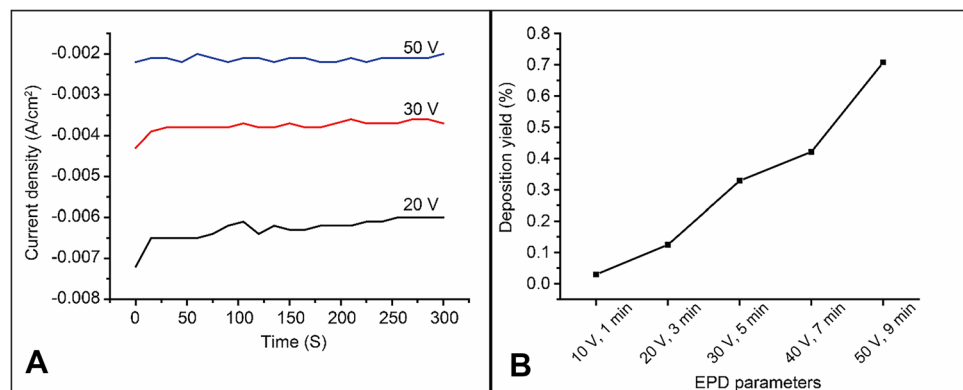 -0.002
-0.003
-0.004
-0.005
-0.006
-0.007
-0.008
Current density (A/cm²)
50 V
30 V
20 V
0 50 100 150 200 250 300
Time (S)
A
0.8
0.7
0.6
0.5
0.4
0.3
0.2
0.1
0.0
Deposition yield (%)
10 V, 1 min
20 V, 3 min
30 V, 5 min
40 V, 7 min
50 V, 9 min
EPD parameters
B